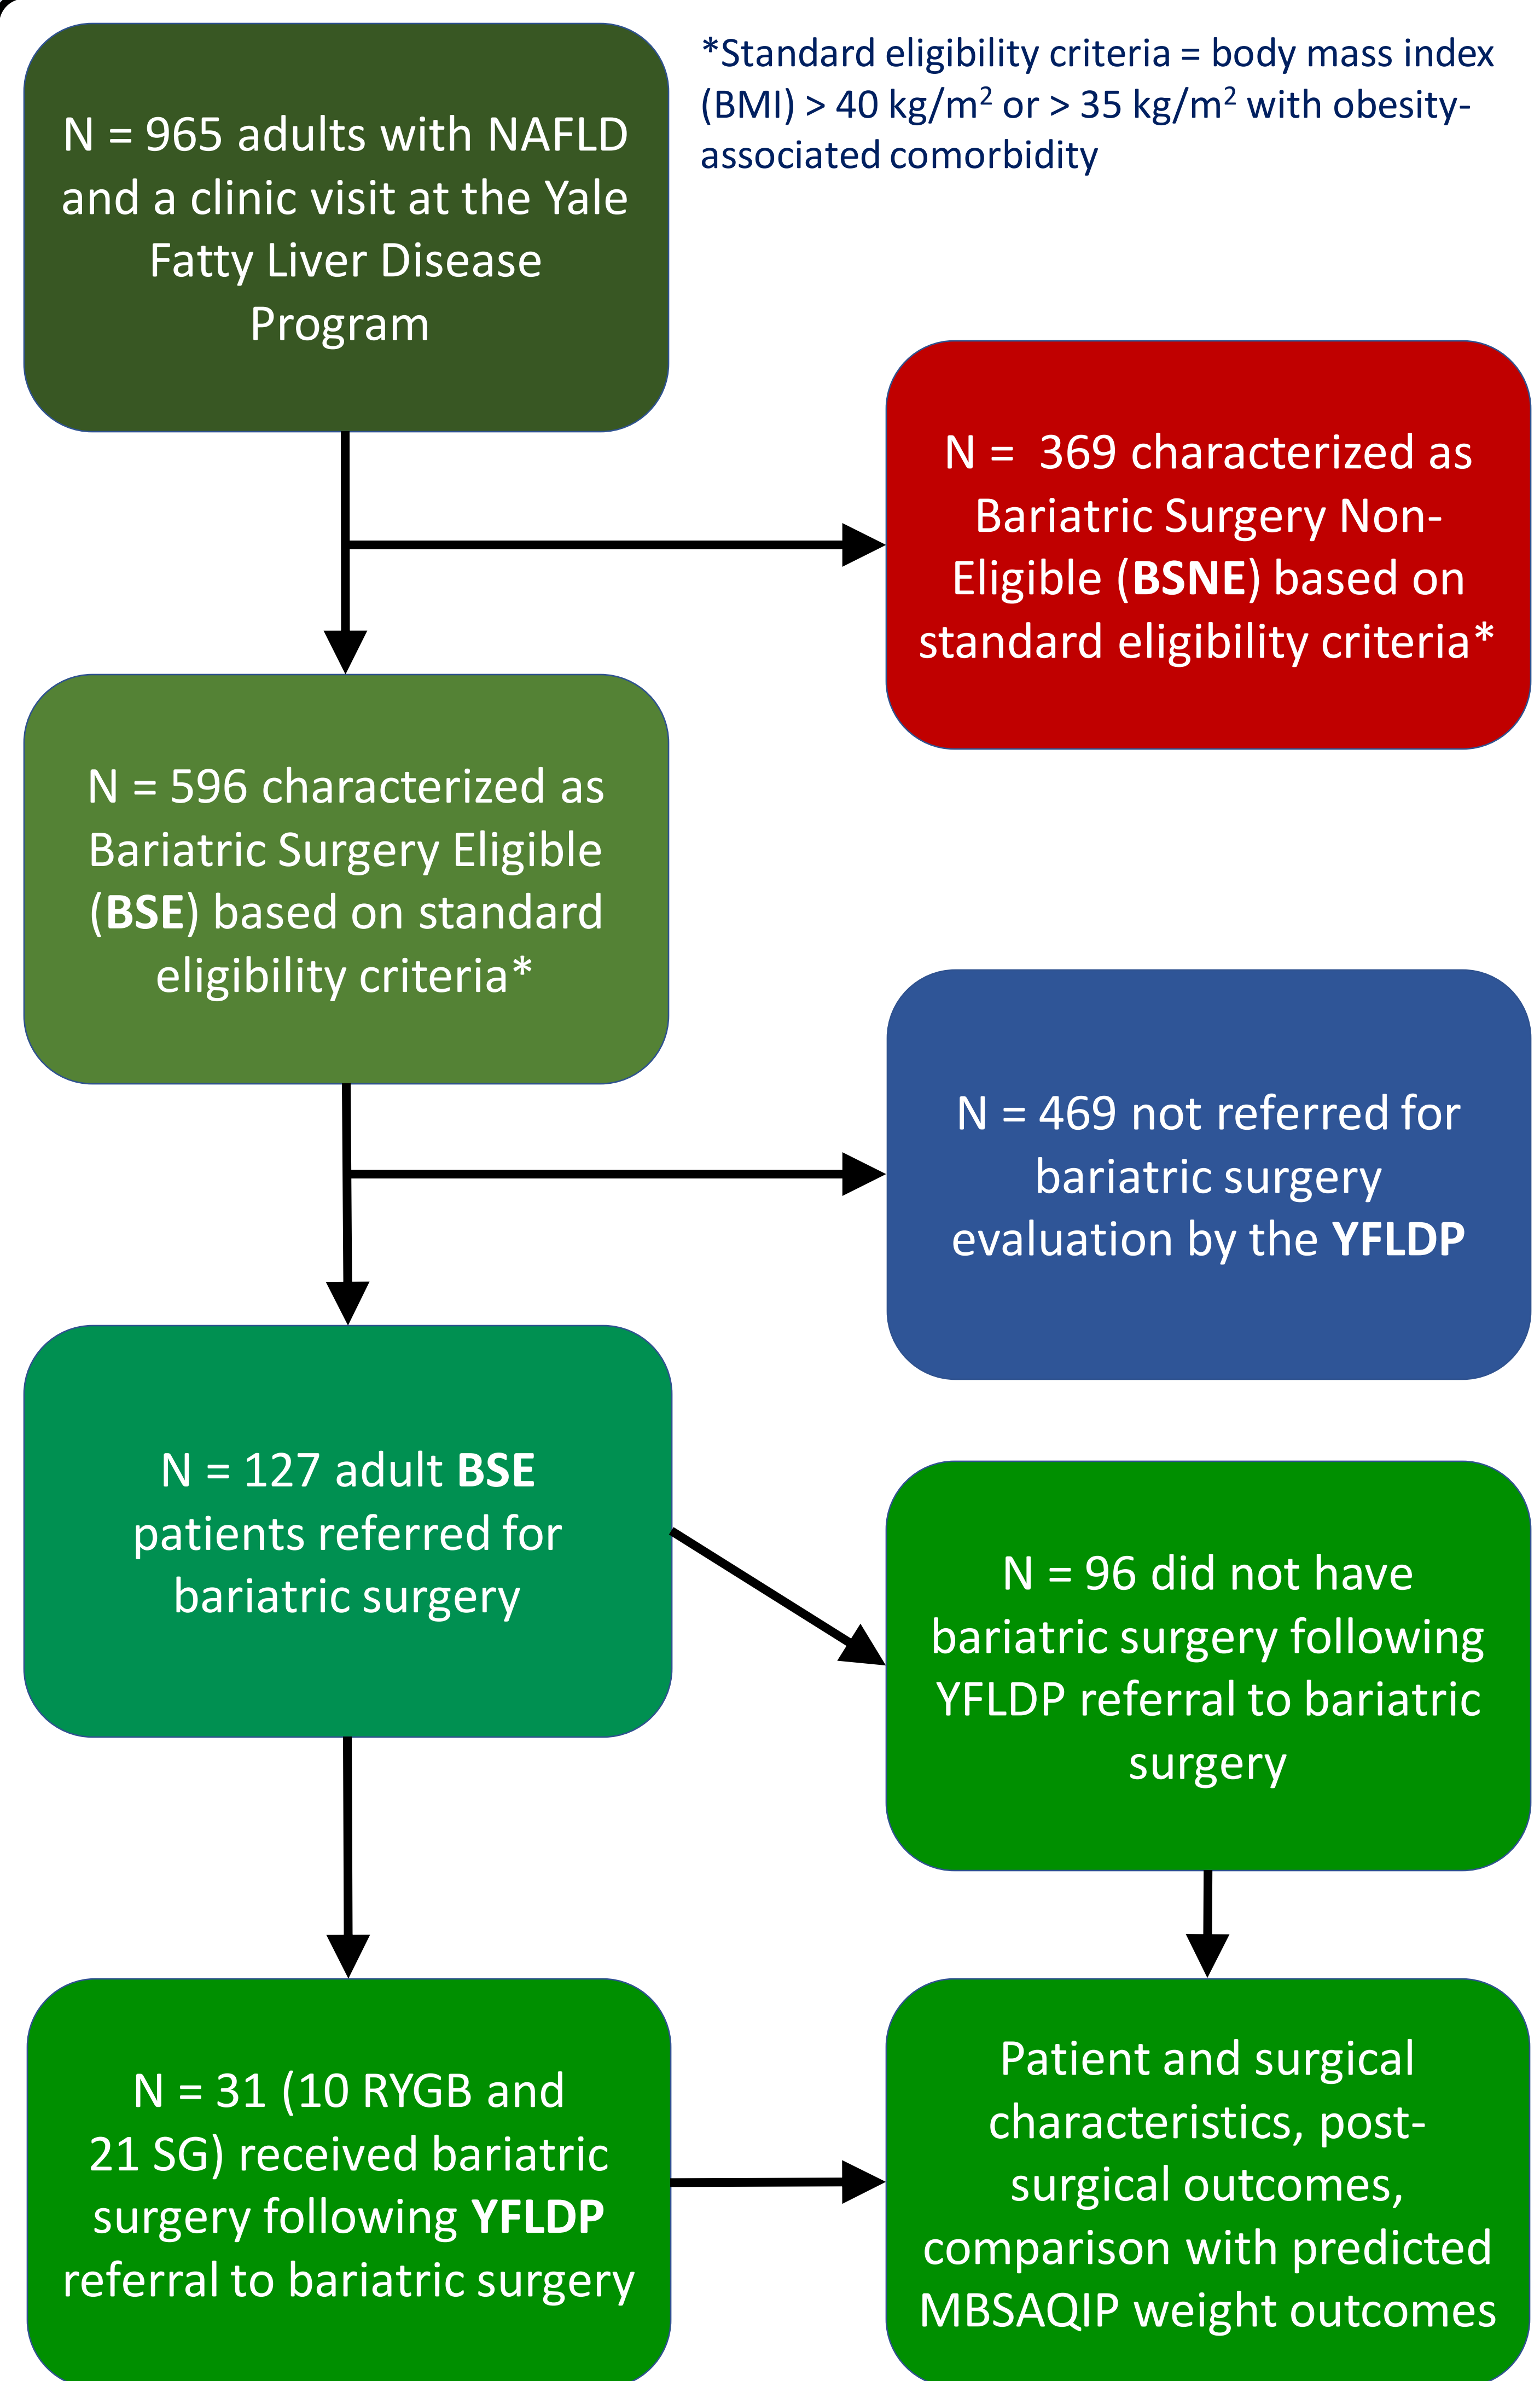 N = 965 adults with NAFLD
and a clinic visit at the Yale
Fatty Liver Disease
Program
*Standard eligibility criteria = body mass index
(BMI) > 40 kg/m² or > 35 kg/m² with obesity-
associated comorbidity
N =  369 characterized as
Bariatric Surgery Non-
Eligible (BSNE) based on
standard eligibility criteria*
N = 596 characterized as
Bariatric Surgery Eligible
(BSE) based on standard
eligibility criteria*
N = 469 not referred for
bariatric surgery
evaluation by the YFLDP
N = 127 adult BSE
patients referred for
bariatric surgery
N = 96 did not have
bariatric surgery following
YFLDP referral to bariatric
surgery
N = 31 (10 RYGB and
21 SG) received bariatric
surgery following YFLDP
referral to bariatric surgery
Patient and surgical
characteristics, post-
surgical outcomes,
comparison with predicted
MBSAQIP weight outcomes